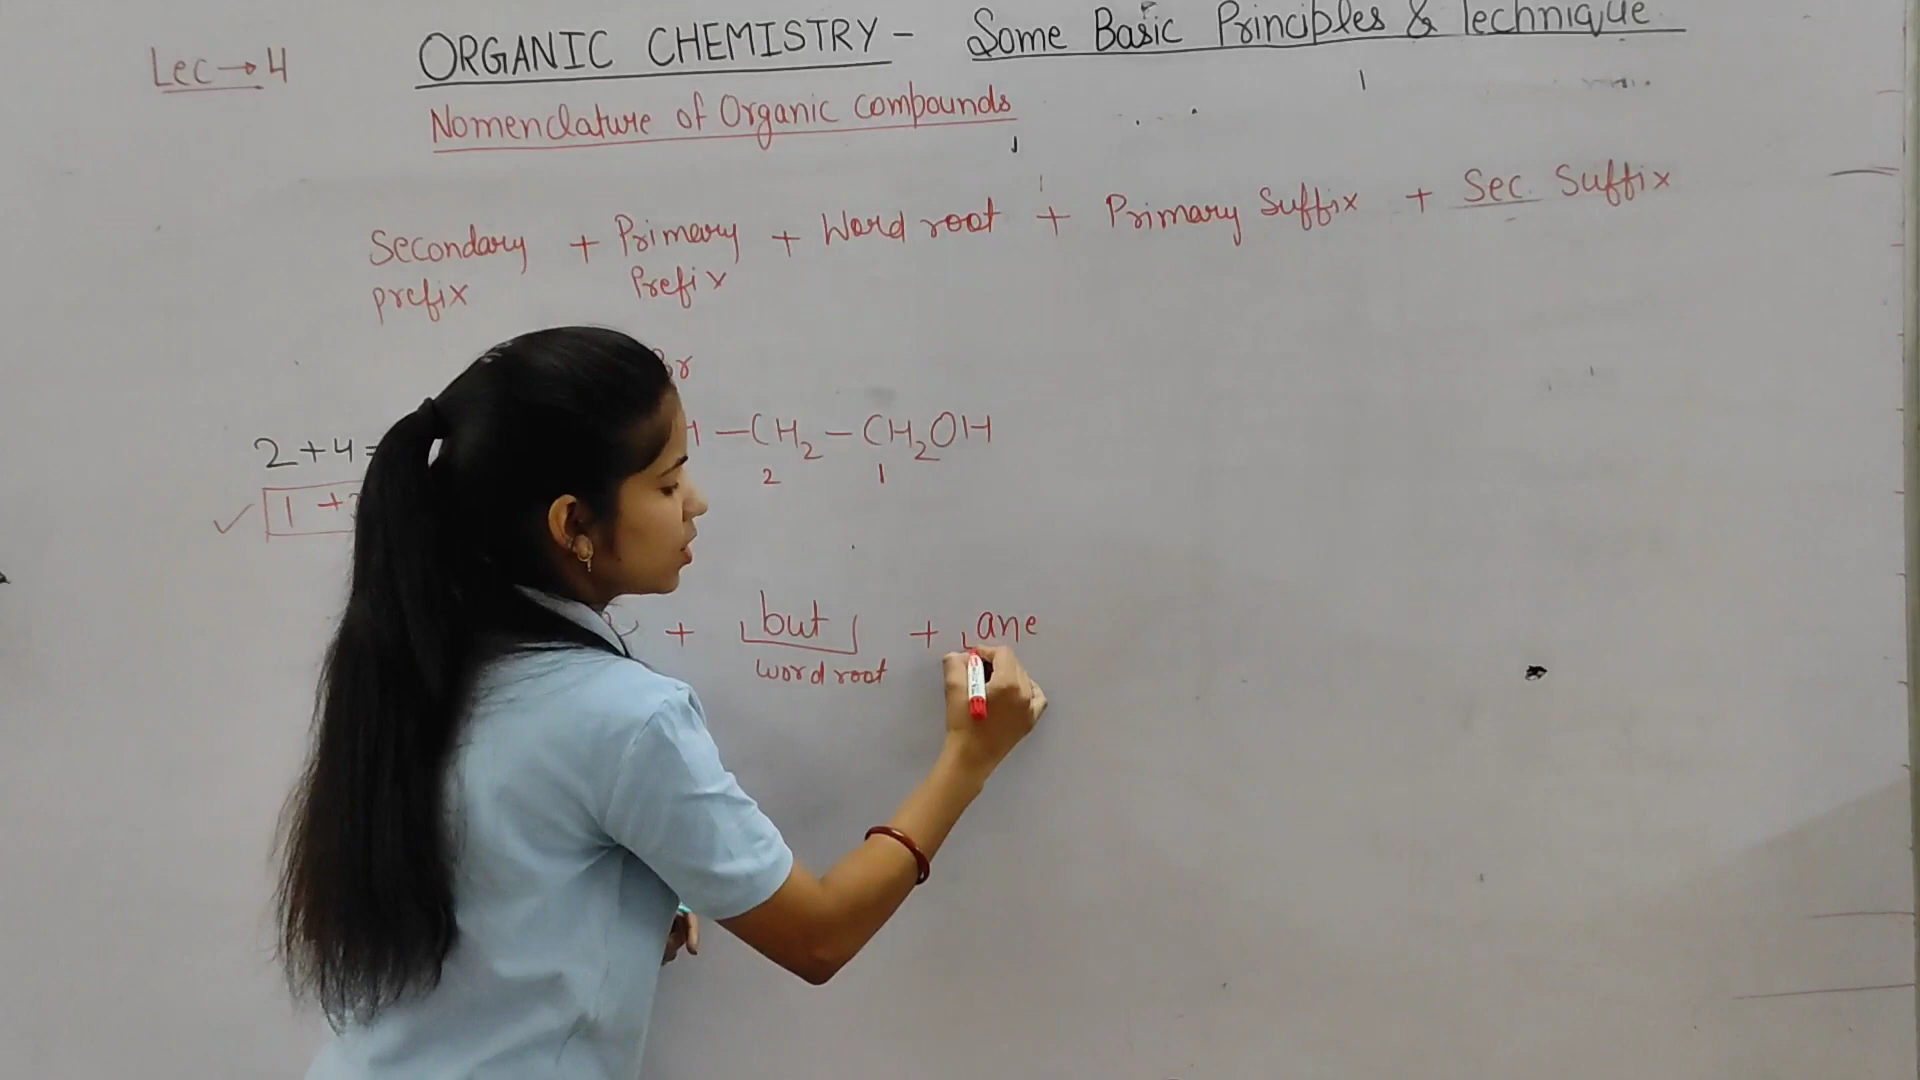 Lec → 4
ORGANIC CHEMISTRY - Some Basic Principles & Technique
Nomenclature of Organic compounds
Secondary + Primary + Word root + Primary Suffix + Sec. Suffix
prefix Prefix
2+4=
- CH2 - CH2OH
2 1
✓ 1 +
+ but + ane
word root